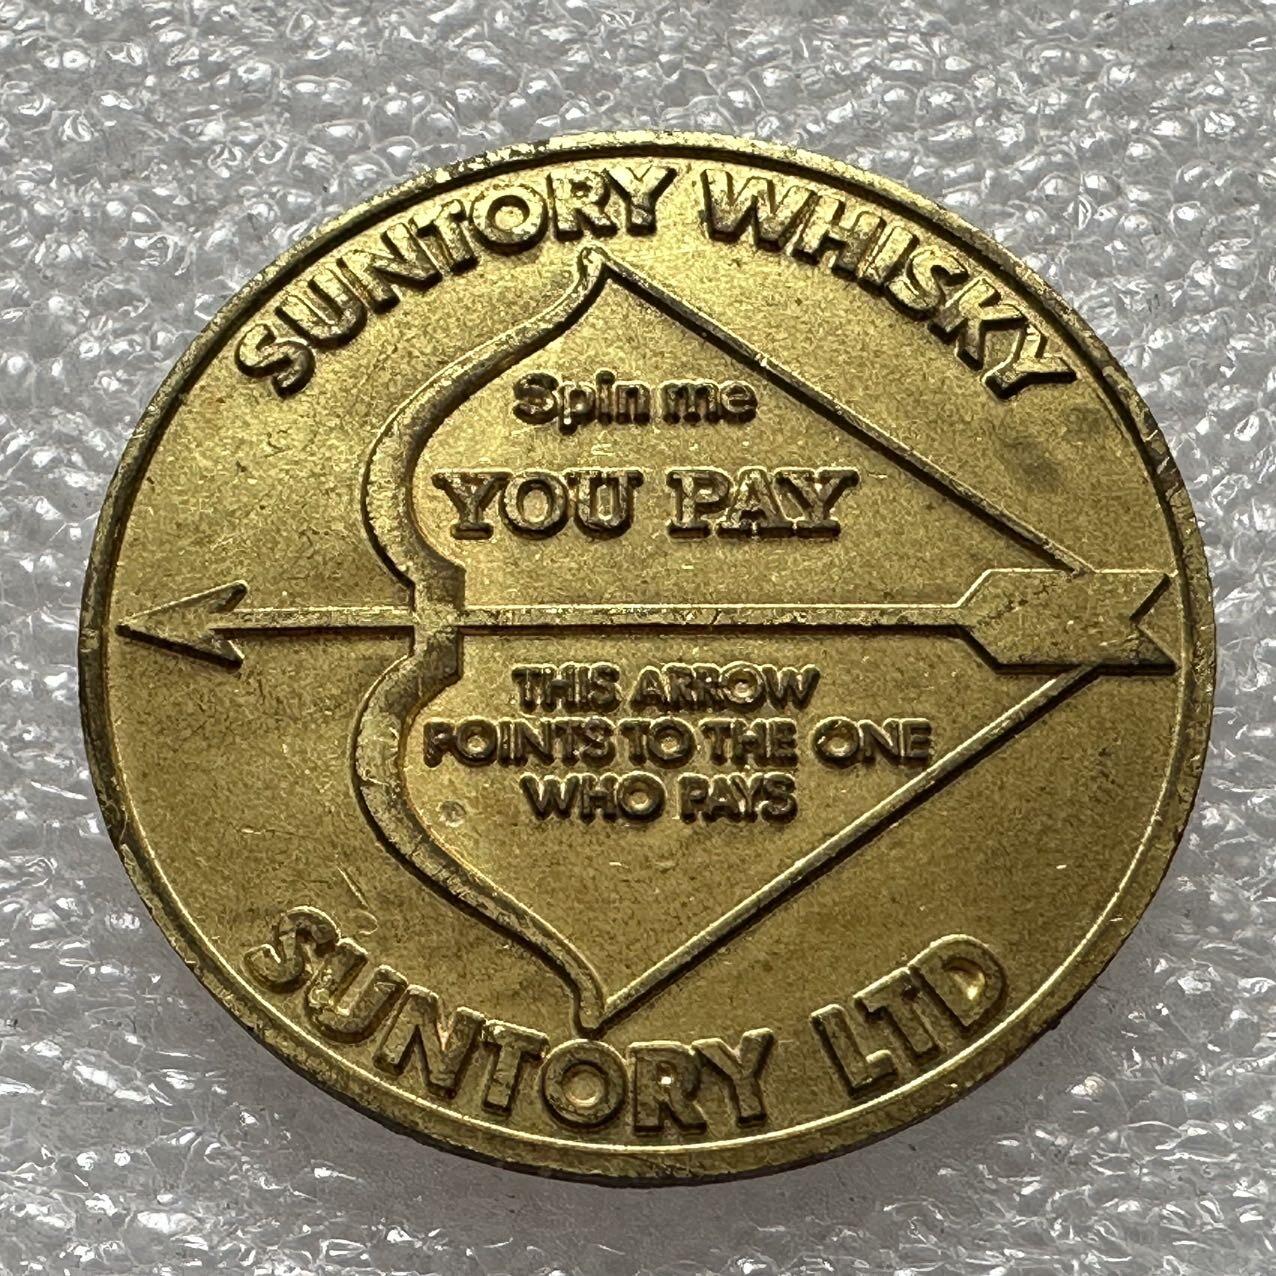 SUNTORY WHISKY
Spin me
YOU PAY
THIS ARROW
POINTS TO THE ONE
WHO PAYS
SUNTORY LTD